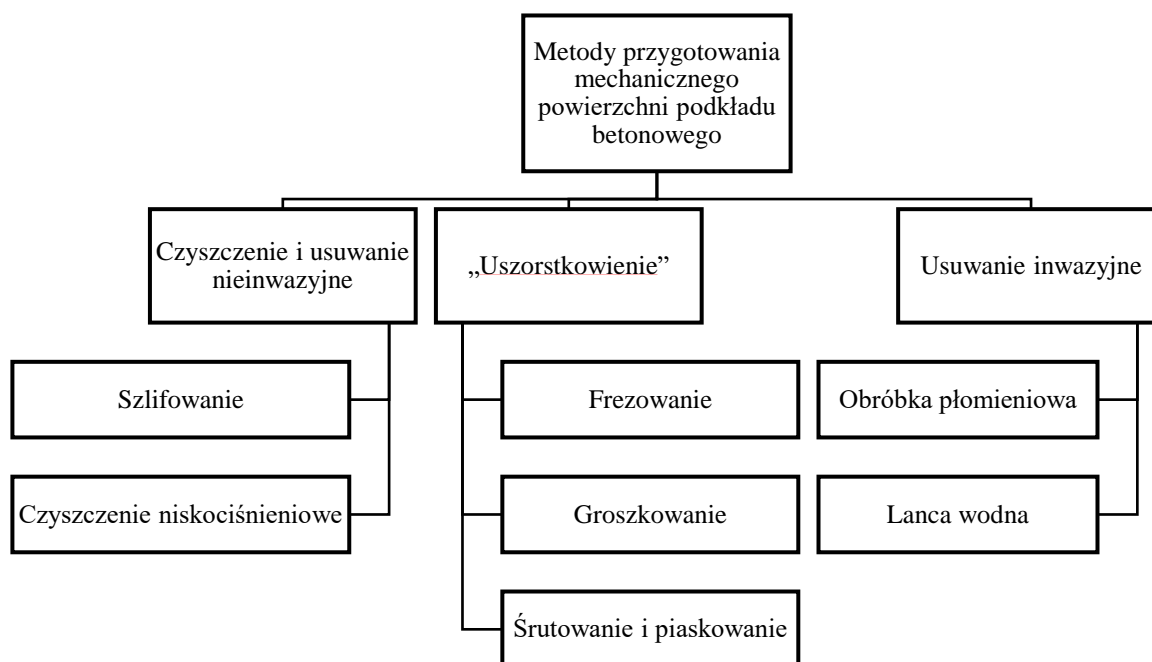 Metody przygotowania
mechanicznego
powierzchni podkładu
betonowego
Czyszczenie i usuwanie
nieinwazyjne
„Uszorstkowienie”
Usuwanie inwazyjne
Szlifowanie
Frezowanie
Obróbka płomieniowa
Czyszczenie niskociśnieniowe
Groszkowanie
Lanca wodna
Śrutowanie i piaskowanie